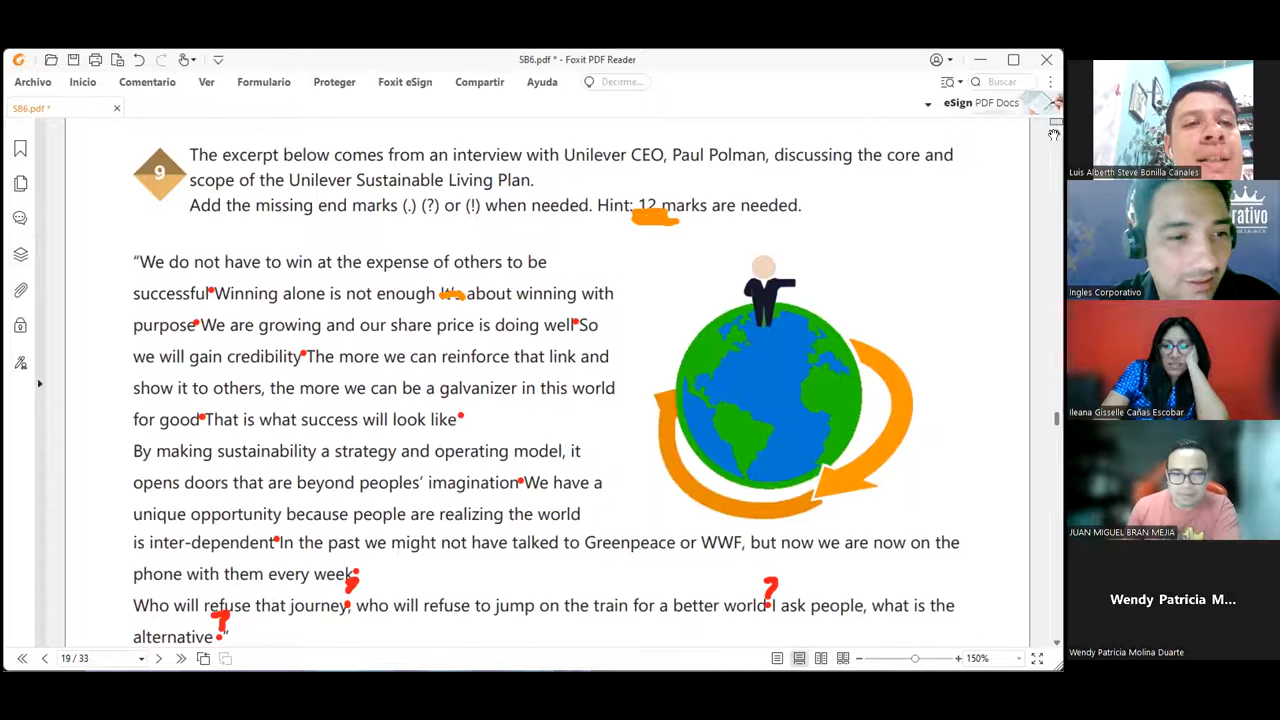 SB6.pdf * - Foxit PDF Reader
Archivo Inicio Comentario Ver Formulario Proteger Foxit eSign Compartir Ayuda Decirme... Buscar
SB6.pdf * eSign PDF Docs
9 The excerpt below comes from an interview with Unilever CEO, Paul Polman, discussing the core and
scope of the Unilever Sustainable Living Plan.
Add the missing end marks (.) (?) or (!) when needed. Hint: 12 marks are needed.
“We do not have to win at the expense of others to be
successful.Winning alone is not enough It’s about winning with
purpose.We are growing and our share price is doing well.So
we will gain credibility.The more we can reinforce that link and
show it to others, the more we can be a galvanizer in this world
for good.That is what success will look like.
By making sustainability a strategy and operating model, it
opens doors that are beyond peoples’ imagination.We have a
unique opportunity because people are realizing the world
is inter-dependent.In the past we might not have talked to Greenpeace or WWF, but now we are now on the
phone with them every week.
Who will refuse that journey, who will refuse to jump on the train for a better world?I ask people, what is the
alternative?”
19 / 33 150%
Luis Alberth Steve Bonilla Canales
rativo
Ingles Corporativo
Ileana Gisselle Cañas Escobar
JUAN MIGUEL BRAN MEJIA
Wendy Patricia M...
Wendy Patricia Molina Duarte